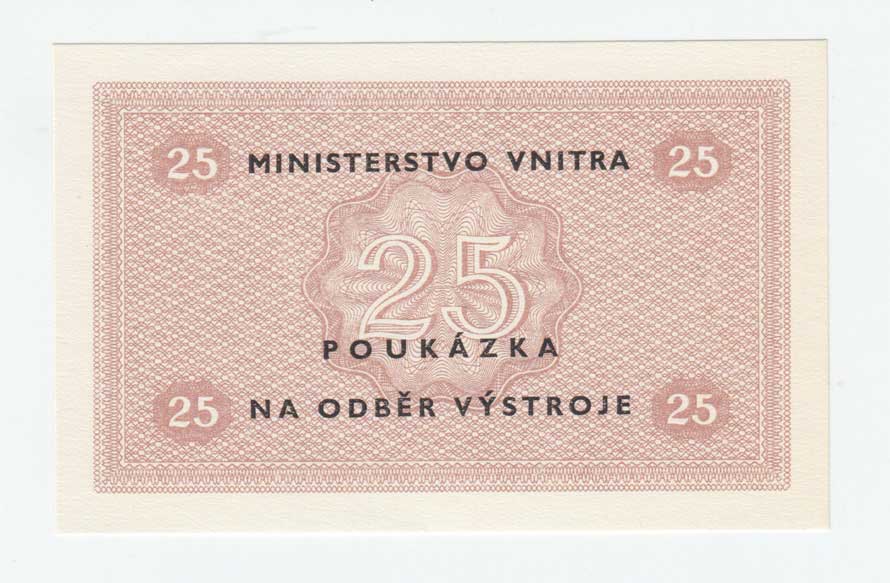 25 MINISTERSTVO VNITRA 25
25
POUKÁZKA
25 NA ODBĚR VÝSTROJE 25